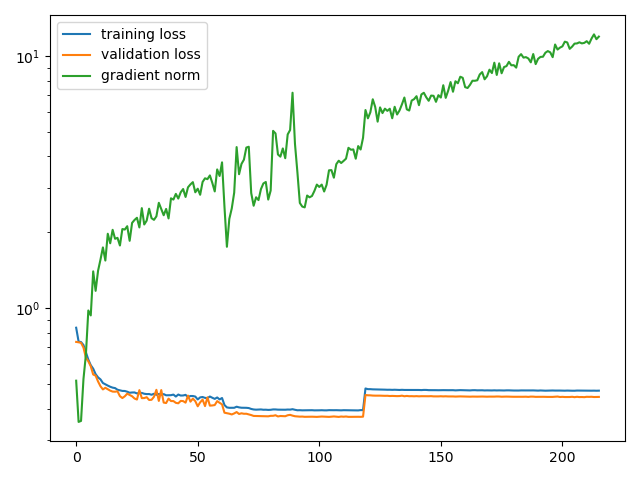 training loss
validation loss
gradient norm
10¹
10⁰
0 50 100 150 200